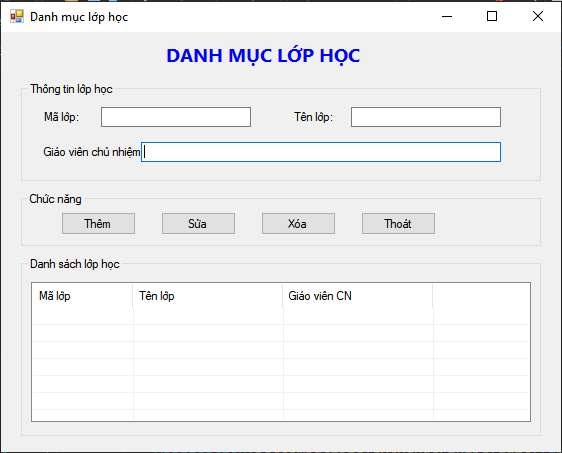 Danh mục lớp học
DANH MỤC LỚP HỌC
Thông tin lớp học
Mã lớp: Tên lớp:
Giáo viên chủ nhiệm
Chức năng
Thêm Sửa Xóa Thoát
Danh sách lớp học
Mã lớp Tên lớp Giáo viên CN